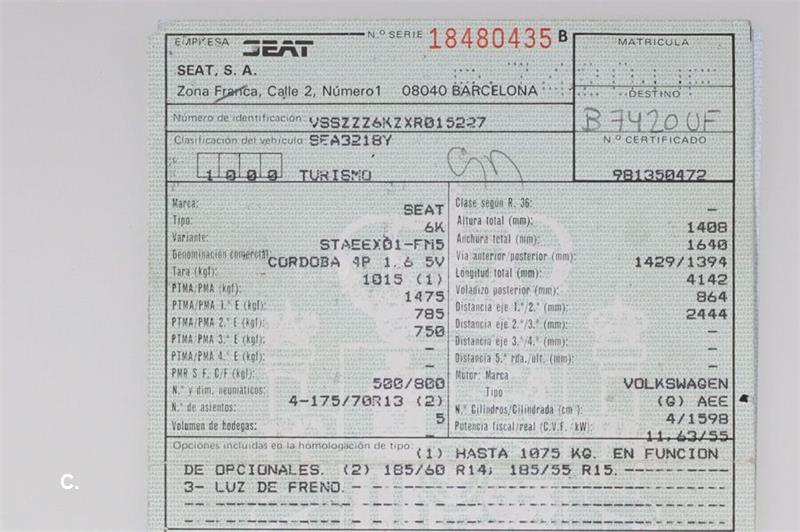 EMPRESA SEAT N.º SERIE 18480435 B MATRICULA
SEAT, S. A.
Zona Franca, Calle 2, Número 1 08040 BARCELONA DESTINO
B 7420 UF
Número de identificación: VSSZZZ6KZXR015227
Clasificación del vehículo: SEA3218Y N.º CERTIFICADO
1000 TURISMO 981350472
Marca: SEAT Clase según R. 36: –
Tipo: 6K Altura total (mm): 1408
Variante: STAEEX01-FM5 Anchura total (mm): 1640
Denominación comercial: CORDOBA 4P 1.6 5V Vía anterior/posterior (mm): 1429/1394
Tara (kgf): 1015 (1) Longitud total (mm): 4142
PTMA/PMA (kgf): 1475 Voladizo posterior (mm): 864
PTMA/PMA 1.º E (kgf): 785 Distancia eje 1.º/2.º (mm): 2444
PTMA/PMA 2.º E (kgf): 750 Distancia eje 2.º/3.º (mm): –
PTMA/PMA 3.º E (kgf): – Distancia eje 3.º/4.º (mm): –
PTMA/PMA 4.º E (kgf): – Distancia 5.ª rda./alt. (mm): –
PMR S F. C/F (kgf): 500/800 Motor: Marca VOLKSWAGEN
N.º y dim. neumáticos: 4-175/70R13 (2) Tipo (G) AEE
N.º de asientos: 5 N.º Cilindros/Cilindrada (cm³): 4/1598
Volumen de bodegas: – Potencia fiscal/real (C.V.F. / kW): 11,63/55
Opciones incluidas en la homologación de tipo: (1) HASTA 1075 KG. EN FUNCION
DE OPCIONALES. (2) 185/60 R14; 185/55 R15.
3- LUZ DE FRENO.
C.